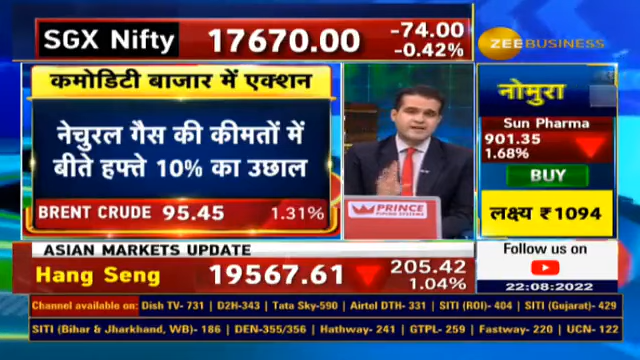 SGX Nifty 17670.00 -74.00
-0.42%
ZEE BUSINESS
कमोडिटी बाजार में एक्शन
नेचुरल गैस की कीमतों में
बीते हफ्ते 10% का उछाल
BRENT CRUDE 95.45 1.31%
PRINCE
PIPING SYSTEMS
नोमुरा
Sun Pharma
901.35
1.68%
BUY
लक्ष्य ₹1094
ASIAN MARKETS UPDATE
Hang Seng 19567.61 205.42
1.04%
Follow us on
22:08:2022
Channel available on: Dish TV- 731 | D2H-343 | Tata Sky-590 | Airtel DTH- 331 | SITI (ROI)- 404 | SITI (Gujarat)- 429
SITI (Bihar & Jharkhand, WB)- 186 | DEN-355/356 | Hathway- 241 | GTPL- 259 | Fastway- 220 | UCN- 122